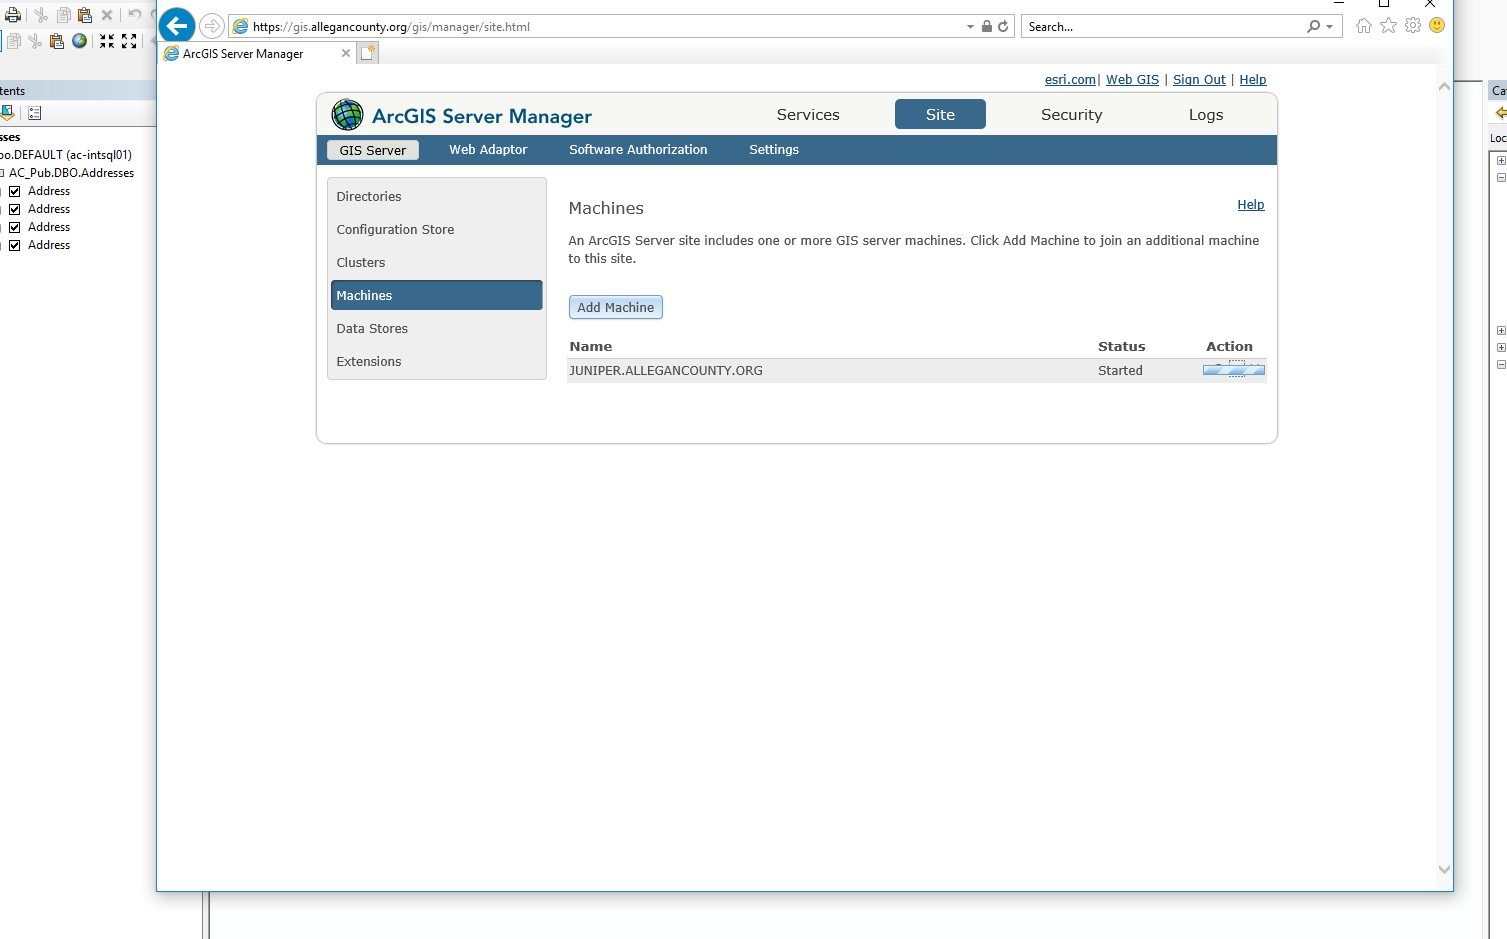 https://gis.allegancounty.org/gis/manager/site.html
Search...
ArcGIS Server Manager
esri.com| Web GIS | Sign Out | Help
ArcGIS Server Manager
Services
Site
Security
Logs
GIS Server
Web Adaptor
Software Authorization
Settings
Directories
Configuration Store
Clusters
Machines
Data Stores
Extensions
Machines
Help
An ArcGIS Server site includes one or more GIS server machines. Click Add Machine to join an additional machine
to this site.
Add Machine
Name Status Action
JUNIPER.ALLEGANCOUNTY.ORG Started
tents
sses
bo.DEFAULT (ac-intsql01)
AC_Pub.DBO.Addresses
Address
Address
Address
Address
Ca
Loc